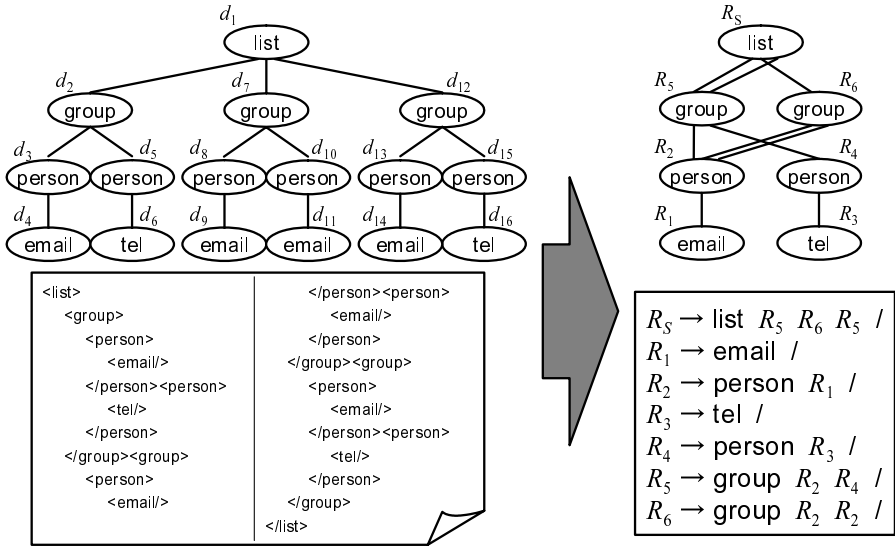 d1
list
d2 d7 d12
group group group
d3 d5 d8 d10 d13 d15
person person person person person person
d4 d6 d9 d11 d14 d16
email tel email email email tel
<list>
<group>
<person>
<email/>
</person><person>
<tel/>
</person>
</group><group>
<person>
<email/>
</person><person>
<email/>
</person>
</group><group>
<person>
<email/>
</person><person>
<tel/>
</person>
</group>
</list>
RS
list
R5 R6
group group
R2 R4
person person
R1 R3
email tel
RS → list R5 R6 R5 /
R1 → email /
R2 → person R1 /
R3 → tel /
R4 → person R3 /
R5 → group R2 R4 /
R6 → group R2 R2 /